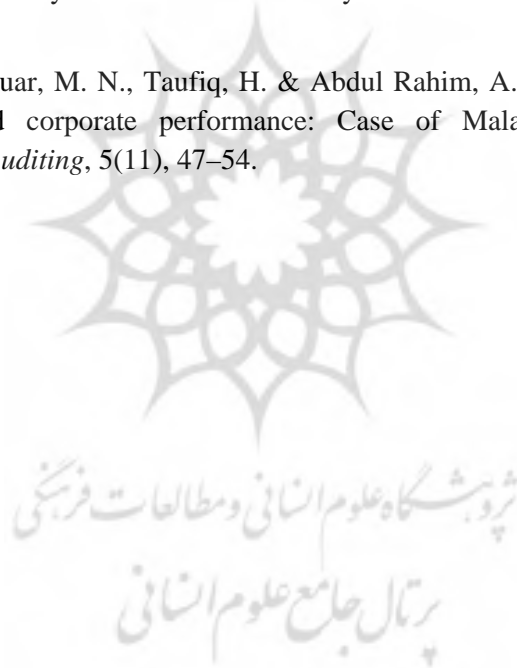 uar, M. N., Taufiq, H. & Abdul Rahim, A.
corporate performance: Case of Mala
uditing, 5(11), 47–54.
پژوهشگاه علوم انسانی و مطالعات فرهنگی
پرتال جامع علوم انسانی